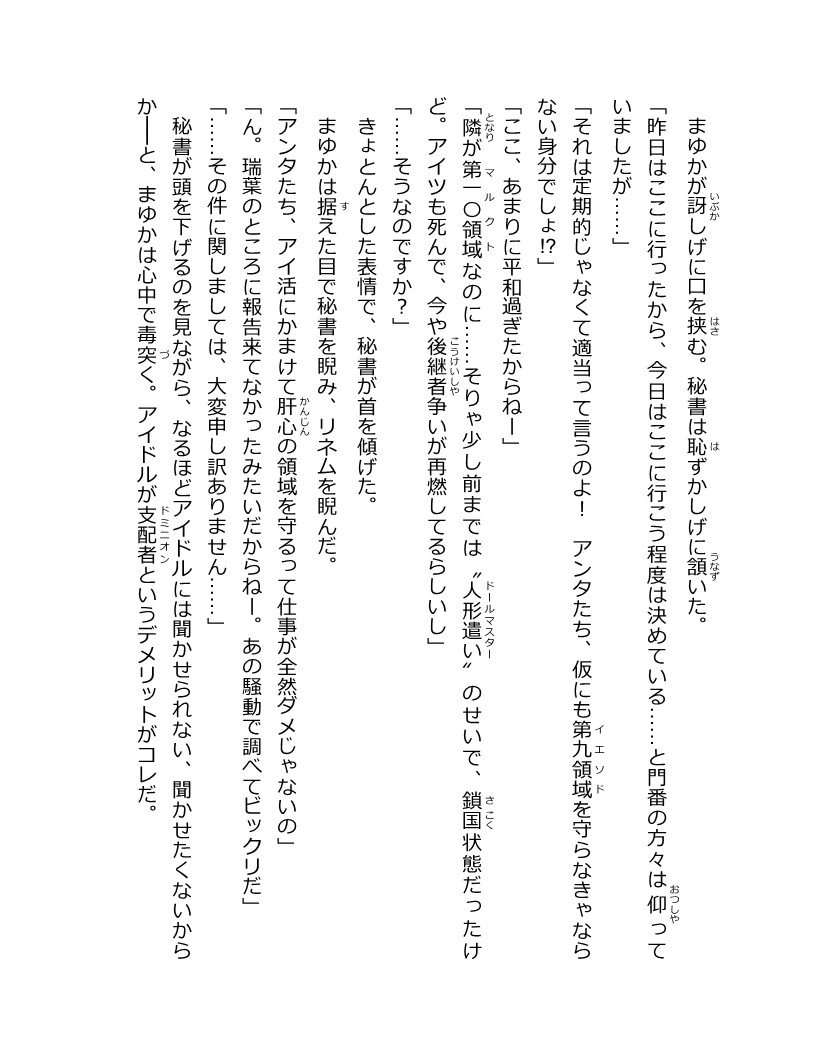 まゆかが訝しげに口を挟む。秘書は恥ずかしげに頷いた。
「昨日はここに行ったから、今日はここに行こう程度は決めている……と門番の方々は仰って
いましたが……」
「それは定期的じゃなくて適当って言うのよ！　アンタたち、仮にも第九領域を守らなきゃなら
ない身分でしょ!?」
「ここ、あまりに平和過ぎたからねー」
「隣が第一〇領域なのに……そりゃ少し前までは〝人形遣い〟のせいで、鎖国状態だったけ
ど。アイツも死んで、今や後継者争いが再燃してるらしいし」
「……そうなのですか？」
きょとんとした表情で、秘書が首を傾げた。
まゆかは据えた目で秘書を睨み、リネムを睨んだ。
「アンタたち、アイ活にかまけて肝心の領域を守るって仕事が全然ダメじゃないの」
「ん。瑞葉のところに報告来てなかったみたいだからねー。あの騒動で調べてビックリだ」
「……その件に関しましては、大変申し訳ありません……」
秘書が頭を下げるのを見ながら、なるほどアイドルには聞かせられない、聞かせたくないから
か――と、まゆかは心中で毒突く。アイドルが支配者というデメリットがコレだ。